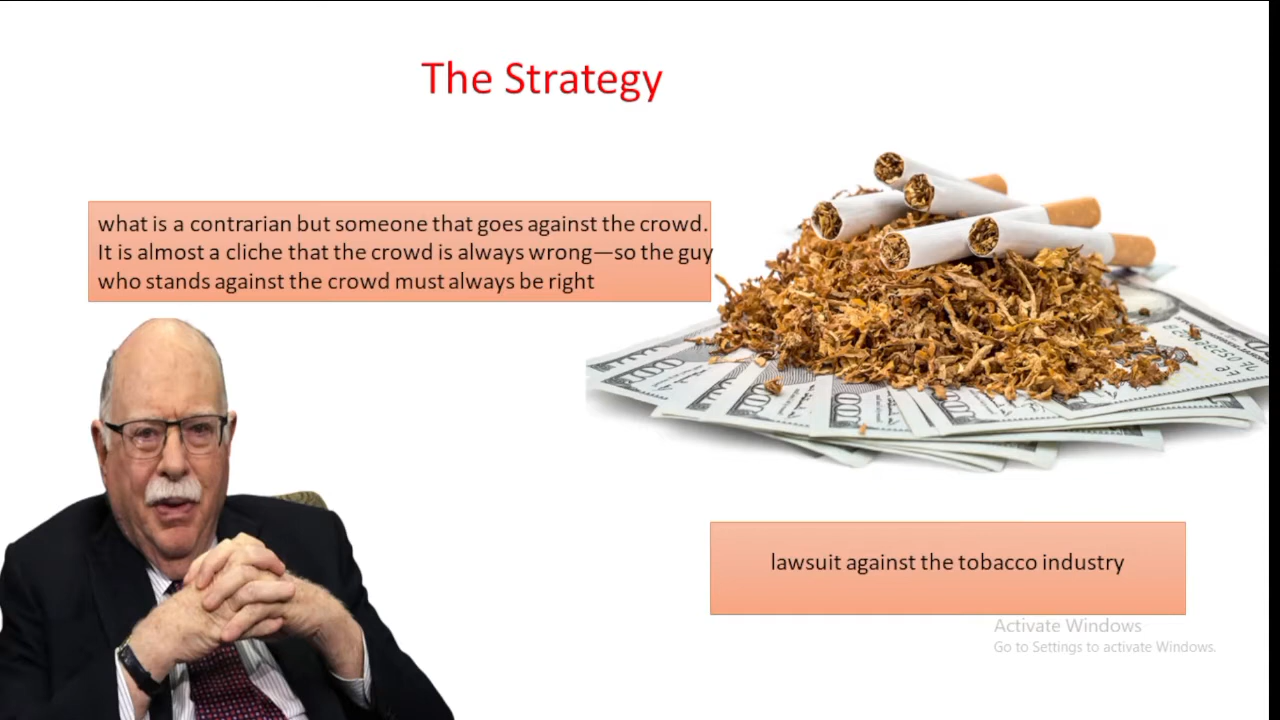 The Strategy
what is a contrarian but someone that goes against the crowd.
It is almost a cliche that the crowd is always wrong—so the guy
who stands against the crowd must always be right
lawsuit against the tobacco industry
Activate Windows
Go to Settings to activate Windows.